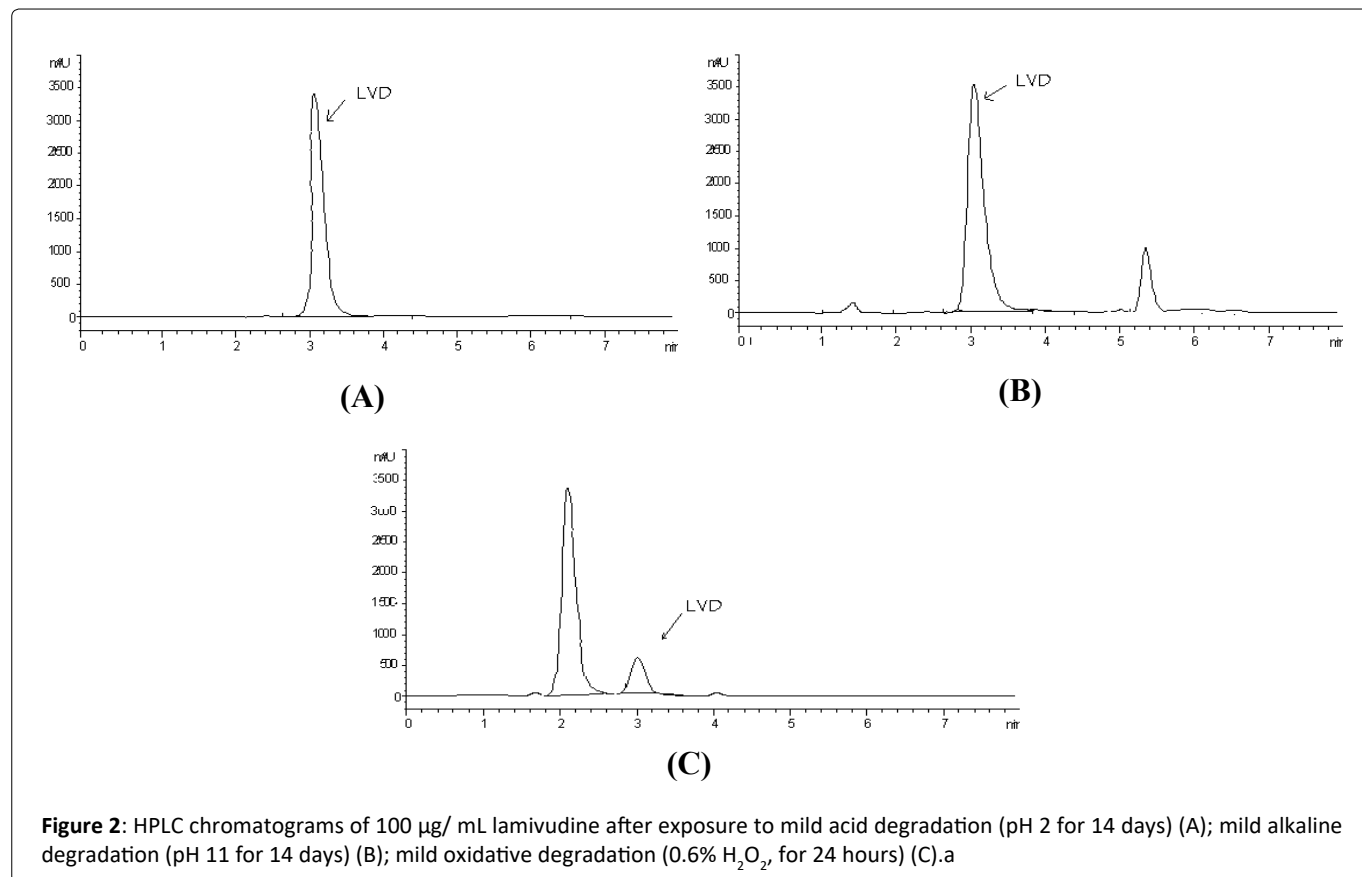 mAU
3500
3000
2500
2000
1500
1000
500
0
LVD
0 1 2 3 4 5 6 7
(A)
mAU
3500
3000
2500
2000
1500
1000
500
0
LVD
0 1 2 3 4 5 6 7
(B)
mAU
3500
3000
2500
2000
1500
1000
500
0
LVD
0 1 2 3 4 5 6 7
(C)
Figure 2: HPLC chromatograms of 100 µg/ mL lamivudine after exposure to mild acid degradation (pH 2 for 14 days) (A); mild alkaline
degradation (pH 11 for 14 days) (B); mild oxidative degradation (0.6% H₂O₂, for 24 hours) (C).a